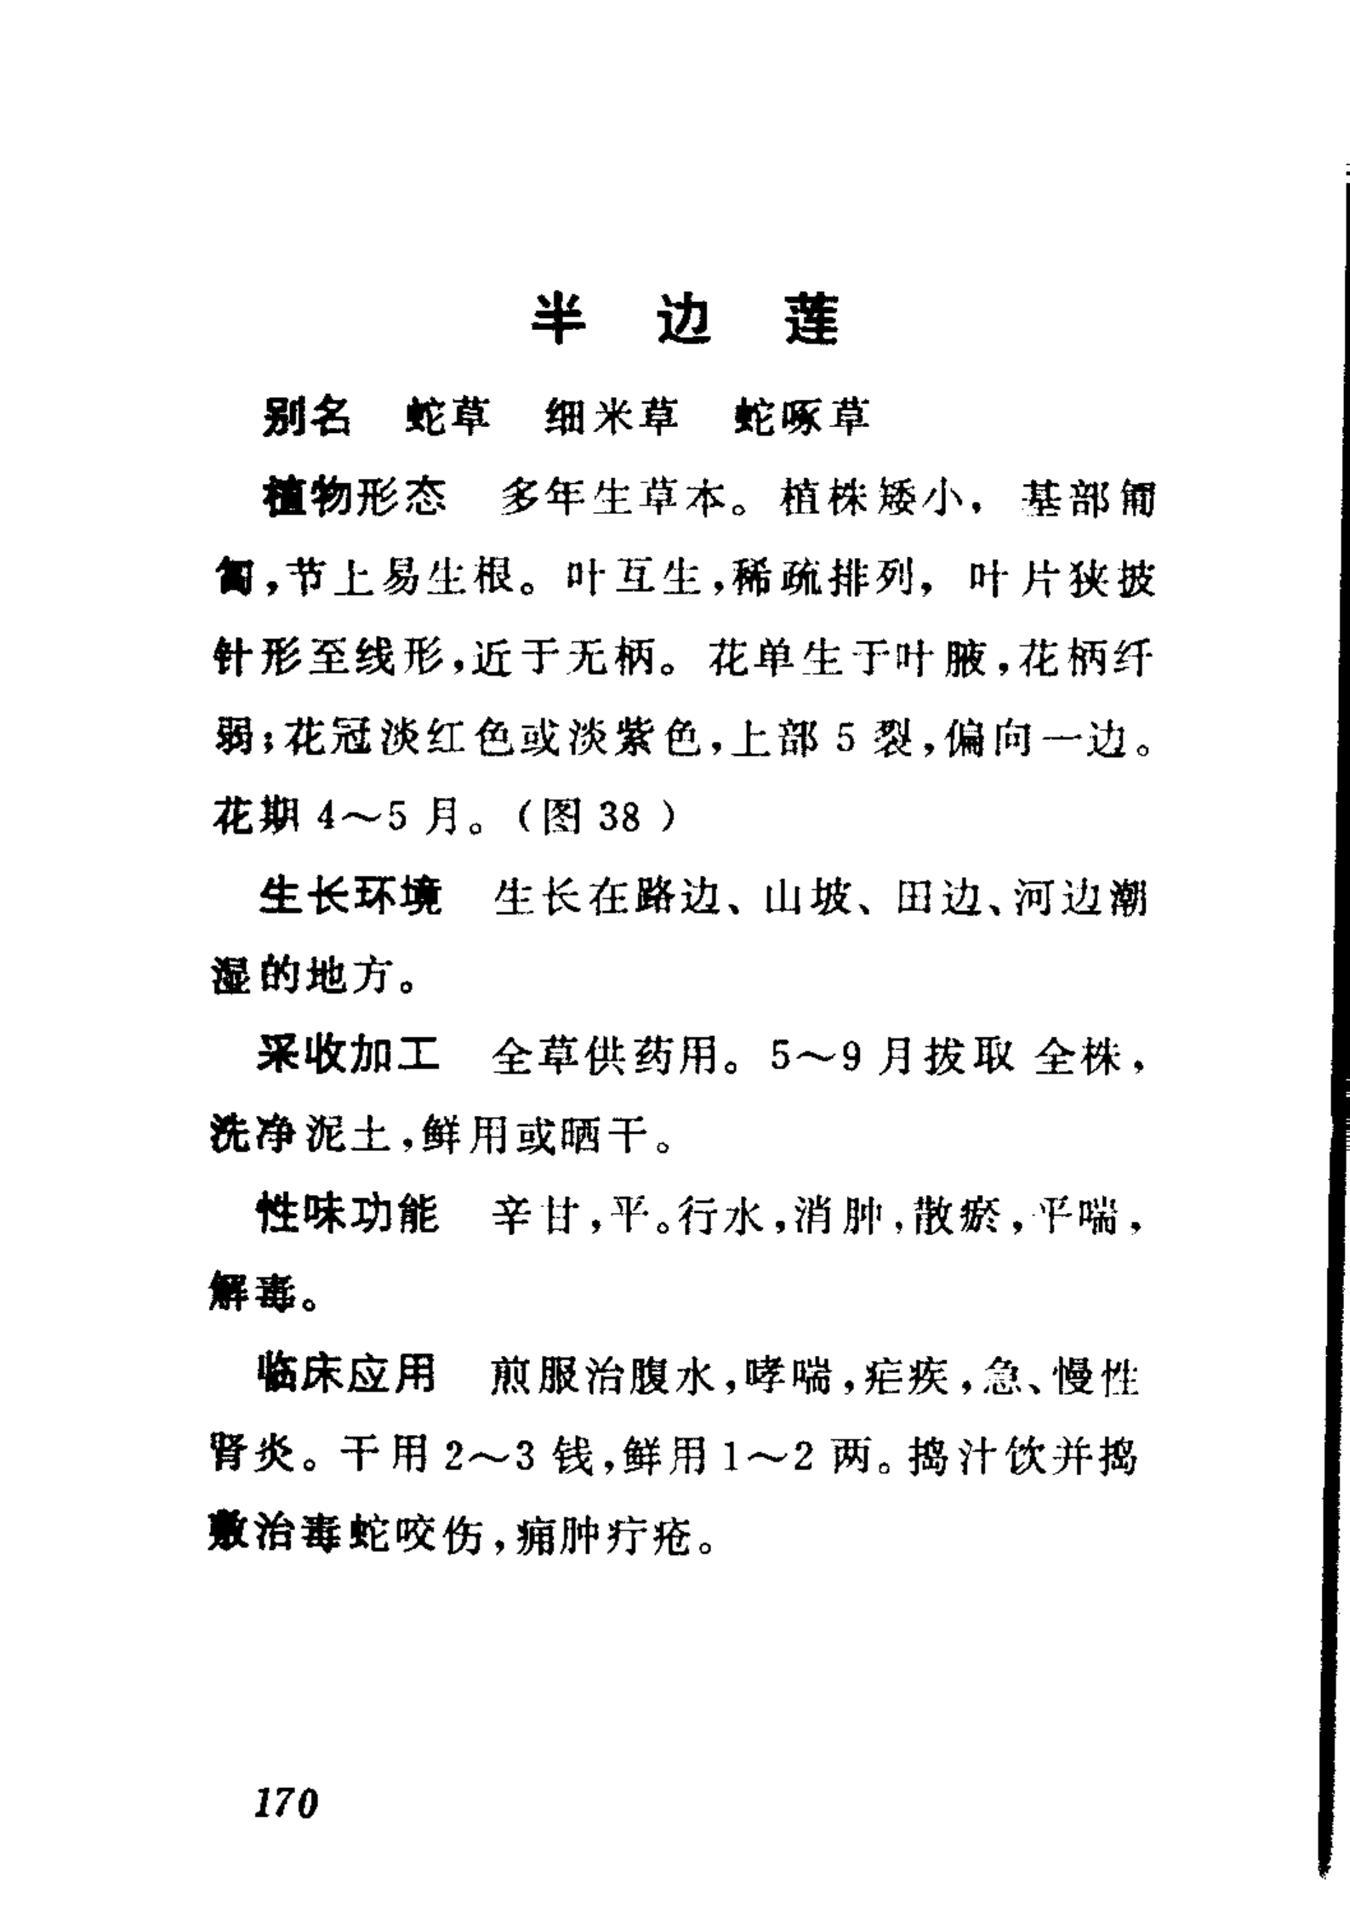 半 边 莲
别名 蛇草 细米草 蛇啄草
植物形态 多年生草本。植株矮小，基部匍
匐，节上易生根。叶互生，稀疏排列，叶片狭披
针形至线形，近于无柄。花单生于叶腋，花柄纤
弱；花冠淡红色或淡紫色，上部 5 裂，偏向一边。
花期 4～5 月。（图 38 ）
生长环境 生长在路边、山坡、田边、河边潮
湿的地方。
采收加工 全草供药用。5～9 月拔取 全株，
洗净泥土，鲜用或晒干。
性味功能 辛甘，平。行水，消肿，散瘀，平喘，
解毒。
临床应用 煎服治腹水，哮喘，疟疾，急、慢性
肾炎。干用 2～3 钱，鲜用 1～2 两。捣汁饮并捣
敷治毒蛇咬伤，痈肿疔疮。
170